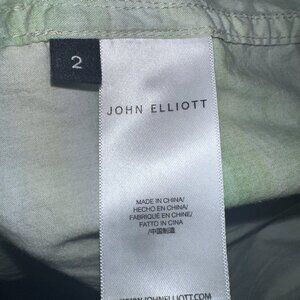 2
JOHN ELLIOTT
MADE IN CHINA/
HECHO EN CHINA/
FABRIQUÉ EN CHINE/
FATTO IN CINA
/中国制造
WWW.JOHNELLIOTT.COM